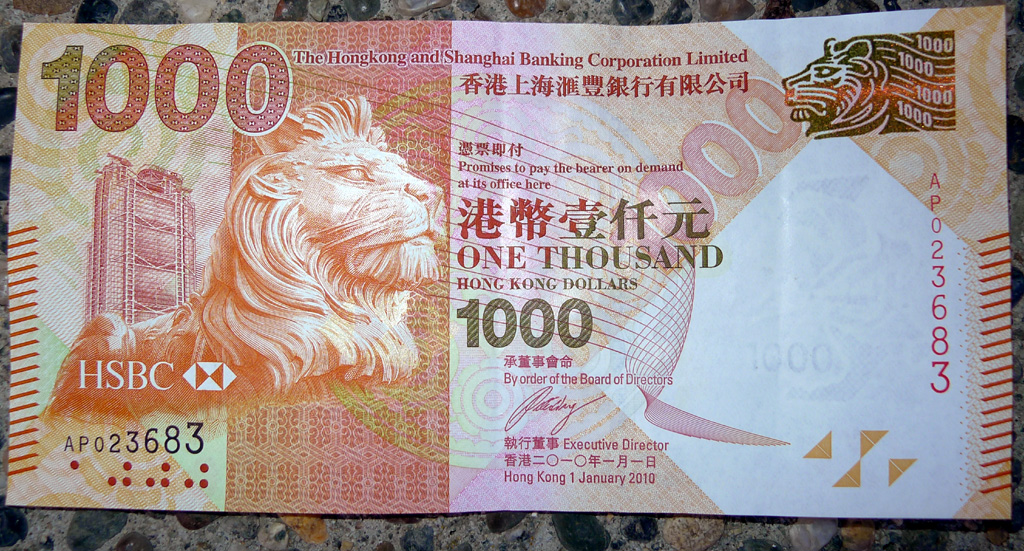 1000
The Hongkong and Shanghai Banking Corporation Limited
香港上海滙豐銀行有限公司
1000
1000
1000
1000
000
憑票即付
Promises to pay the bearer on demand
at its office here
港幣壹仟元
ONE THOUSAND
HONG KONG DOLLARS
1000
1000
承董事會命
By order of the Board of Directors
執行董事 Executive Director
香港二〇一〇年一月一日
Hong Kong 1 January 2010
HSBC
AP023683
AP023683